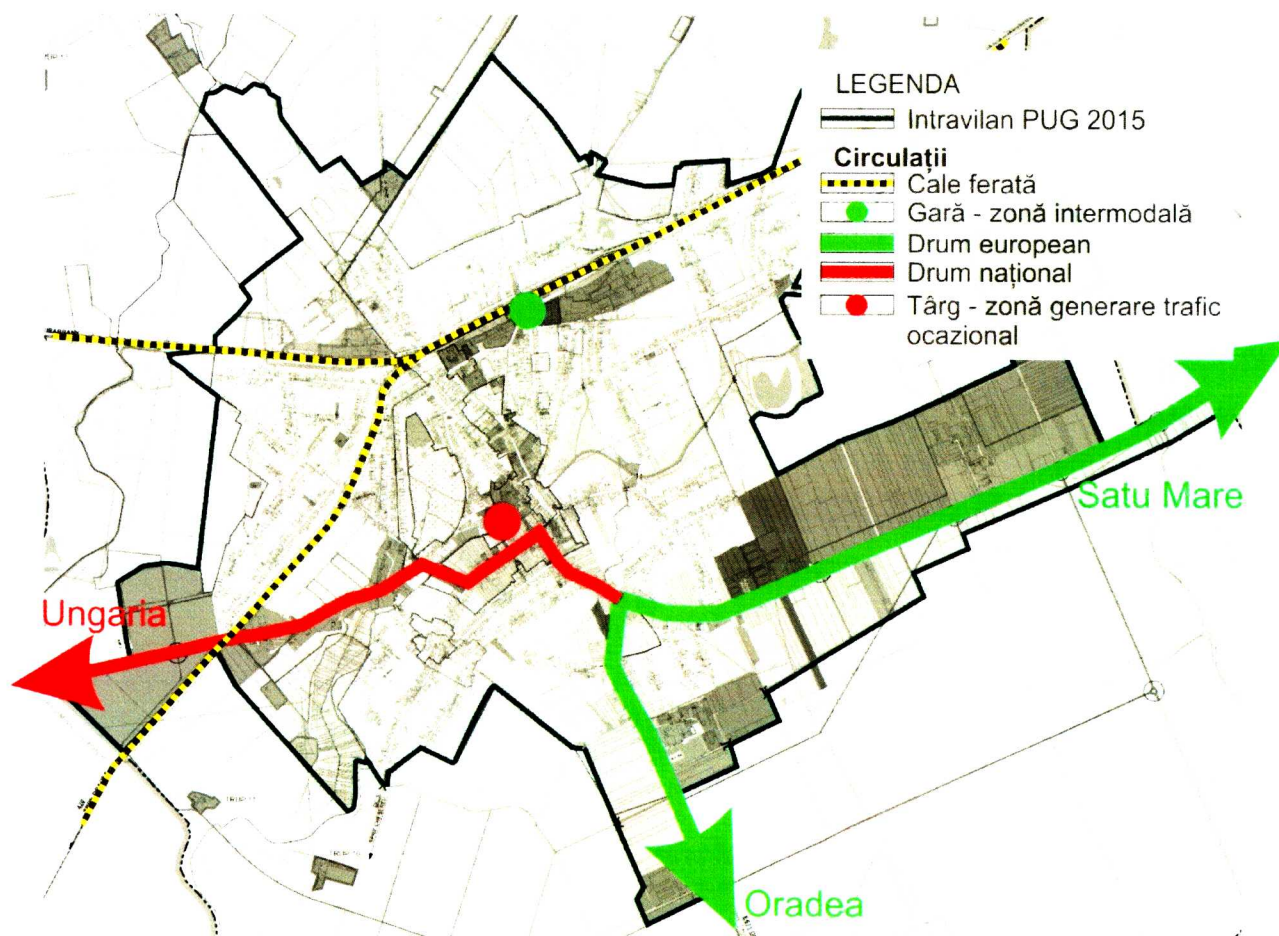 LEGENDA
Intravilan PUG 2015
Circulații
Cale ferată
Gară - zonă intermodală
Drum european
Drum național
Târg - zonă generare trafic
ocazional
Satu Mare
Ungaria
Oradea